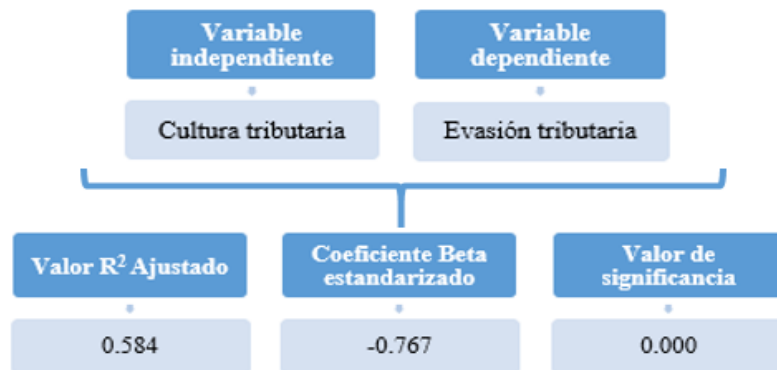 Variable
independiente
Variable
dependiente
Cultura tributaria
Evasión tributaria
Valor R² Ajustado
Coeficiente Beta
estandarizado
Valor de
significancia
0.584
-0.767
0.000